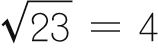 √23 = 4